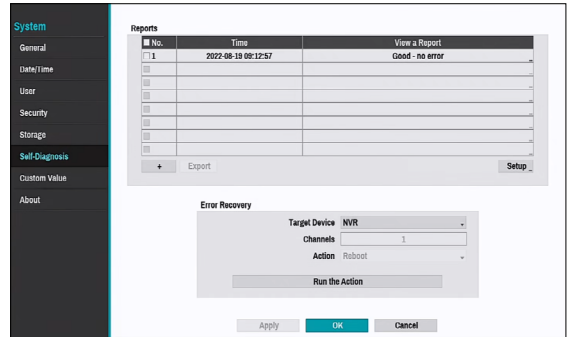 System
General
Date/Time
User
Security
Storage
Self-Diagnosis
Custom Value
About
Reports
No. Time View a Report
1 2022-08-19 09:12:57 Good - no error
+ Export Setup
Error Recovery
Target Device NVR
Channels 1
Action Reboot
Run the Action
Apply OK Cancel